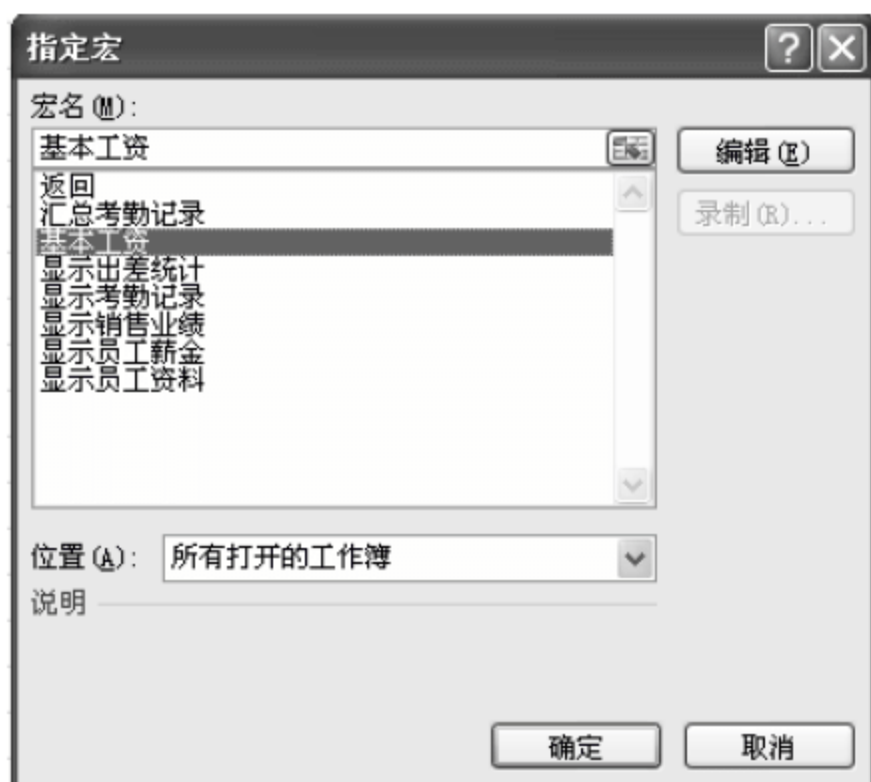 指定宏
宏名(M):
基本工资
编辑(E)
返回
汇总考勤记录
基本工资
显示出差统计
显示考勤记录
显示销售业绩
显示员工薪金
显示员工资料
录制(R)...
位置(A): 所有打开的工作簿
说明
确定 取消